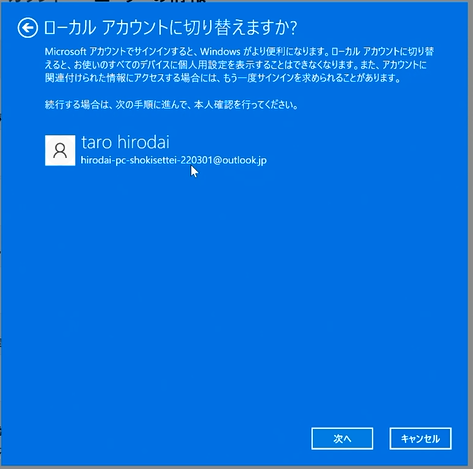 ローカル アカウントに切り替えますか?
Microsoft アカウントでサインインすると、Windows がより便利になります。ローカル アカウントに切り替
えると、お使いのすべてのデバイスに個人用設定を表示することはできなくなります。また、アカウントに
関連付けられた情報にアクセスする場合には、もう一度サインインを求められることがあります。
続行する場合は、次の手順に進んで、本人確認を行ってください。
taro hirodai
hirodai-pc-shokisettei-220301@outlook.jp
次へ
キャンセル